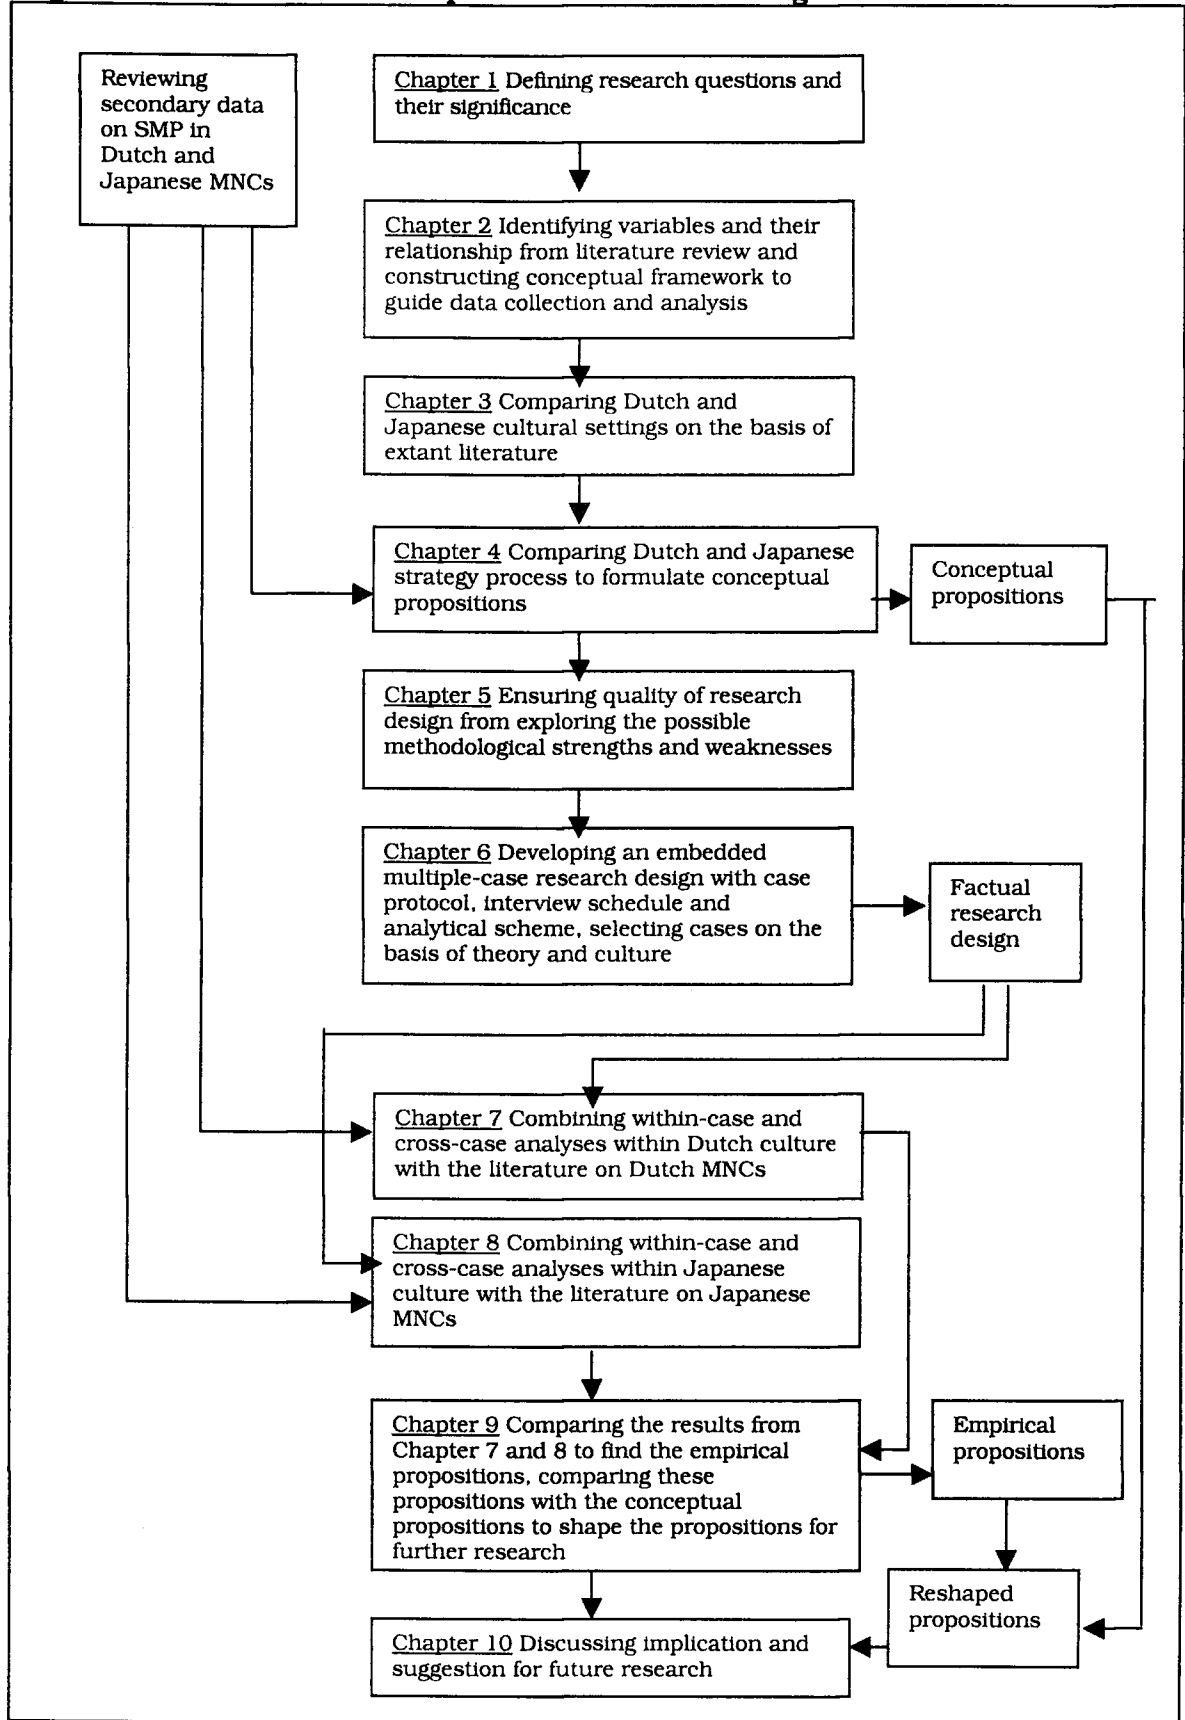 Reviewing
secondary data
on SMP in
Dutch and
Japanese MNCs
Chapter 1 Defining research questions and
their significance
Chapter 2 Identifying variables and their
relationship from literature review and
constructing conceptual framework to
guide data collection and analysis
Chapter 3 Comparing Dutch and
Japanese cultural settings on the basis of
extant literature
Chapter 4 Comparing Dutch and Japanese
strategy process to formulate conceptual
propositions
Conceptual
propositions
Chapter 5 Ensuring quality of research
design from exploring the possible
methodological strengths and weaknesses
Chapter 6 Developing an embedded
multiple-case research design with case
protocol, interview schedule and
analytical scheme, selecting cases on the
basis of theory and culture
Factual
research
design
Chapter 7 Combining within-case and
cross-case analyses within Dutch culture
with the literature on Dutch MNCs
Chapter 8 Combining within-case and
cross-case analyses within Japanese
culture with the literature on Japanese
MNCs
Chapter 9 Comparing the results from
Chapter 7 and 8 to find the empirical
propositions, comparing these
propositions with the conceptual
propositions to shape the propositions for
further research
Empirical
propositions
Reshaped
propositions
Chapter 10 Discussing implication and
suggestion for future research